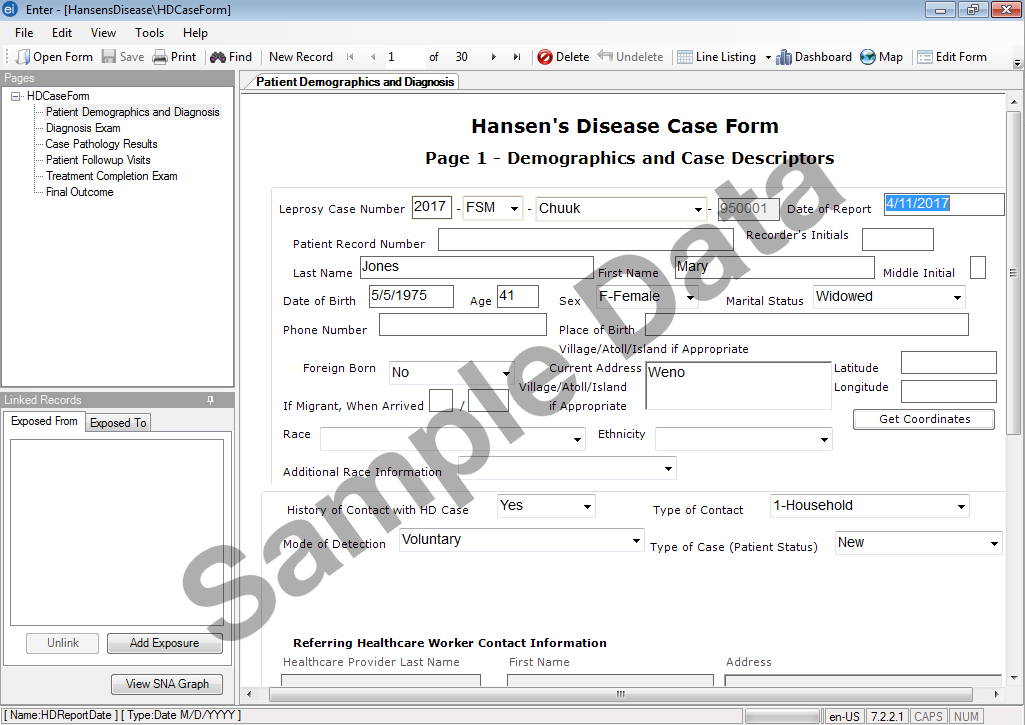 ei Enter - [HansensDisease\HDCaseForm]
File Edit View Tools Help
Open Form Save Print Find New Record 1 of 30 Delete Undelete Line Listing Dashboard Map Edit Form
Pages
HDCaseForm
Patient Demographics and Diagnosis
Diagnosis Exam
Case Pathology Results
Patient Followup Visits
Treatment Completion Exam
Final Outcome
Linked Records
Exposed From Exposed To
Unlink Add Exposure
View SNA Graph
Patient Demographics and Diagnosis
Hansen's Disease Case Form
Page 1 - Demographics and Case Descriptors
Leprosy Case Number 2017 - FSM - Chuuk - 950001 Date of Report 4/11/2017
Patient Record Number Recorder's Initials
Last Name Jones First Name Mary Middle Initial
Date of Birth 5/5/1975 Age 41 Sex F-Female Marital Status Widowed
Phone Number Place of Birth
Village/Atoll/Island if Appropriate
Foreign Born No Current Address Weno Latitude
Village/Atoll/Island Longitude
If Migrant, When Arrived / if Appropriate
Get Coordinates
Race Ethnicity
Additional Race Information
History of Contact with HD Case Yes Type of Contact 1-Household
Mode of Detection Voluntary Type of Case (Patient Status) New
Referring Healthcare Worker Contact Information
Healthcare Provider Last Name First Name Address
Sample Data
[ Name:HDReportDate ] [ Type:Date M/D/YYYY ] en-US 7.2.2.1 CAPS NUM